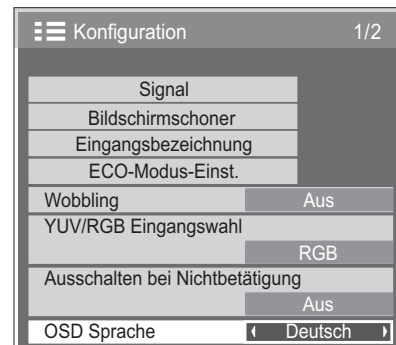 Konfiguration 1/2
Signal
Bildschirmschoner
Eingangsbezeichnung
ECO-Modus-Einst.
Wobbling Aus
YUV/RGB Eingangswahl
RGB
Ausschalten bei Nichtbetätigung
Aus
OSD Sprache Deutsch